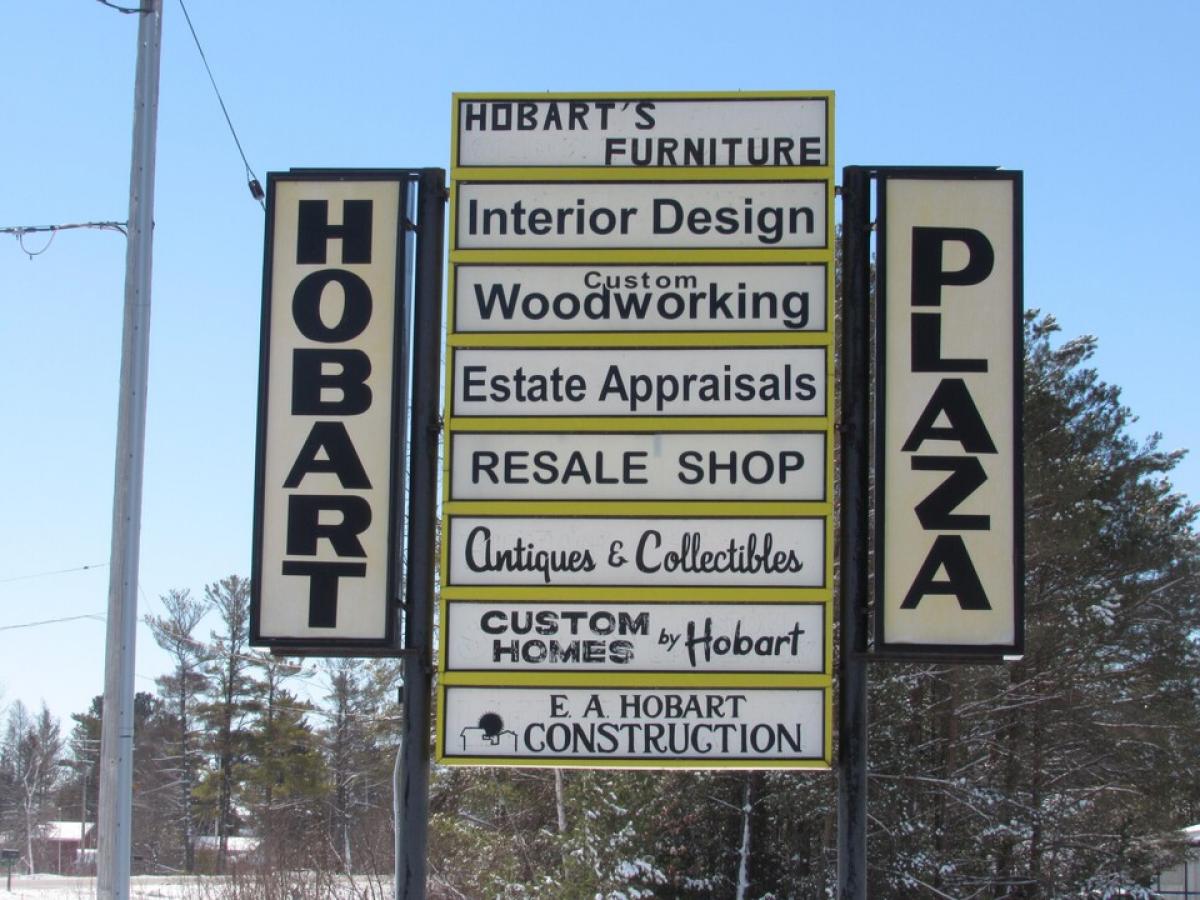 HOBART
HOBART'S
FURNITURE
Interior Design
Custom
Woodworking
Estate Appraisals
RESALE SHOP
Antiques & Collectibles
CUSTOM
HOMES by Hobart
E. A. HOBART
CONSTRUCTION
PLAZA